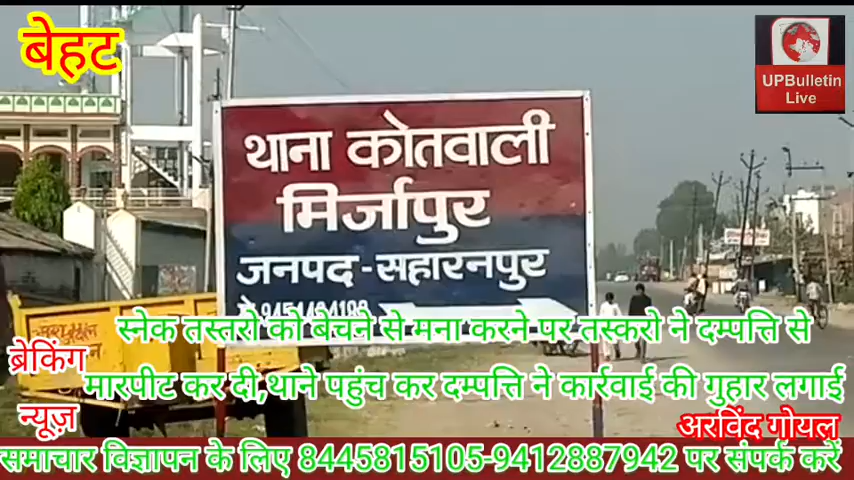 बेहट
UPBulletin
Live
थाना कोतवाली
मिर्जापुर
जनपद-सहारनपुर
स्नेक तस्तरो को बेचने से मना करने पर तस्करो ने दम्पत्ति से
ब्रेकिंग
मारपीट कर दी,थाने पहुंच कर दम्पत्ति ने कार्रवाई की गुहार लगाई
न्यूज़
अरविंद गोयल
समाचार विज्ञापन के लिए 8445815105-9412887942 पर संपर्क करें